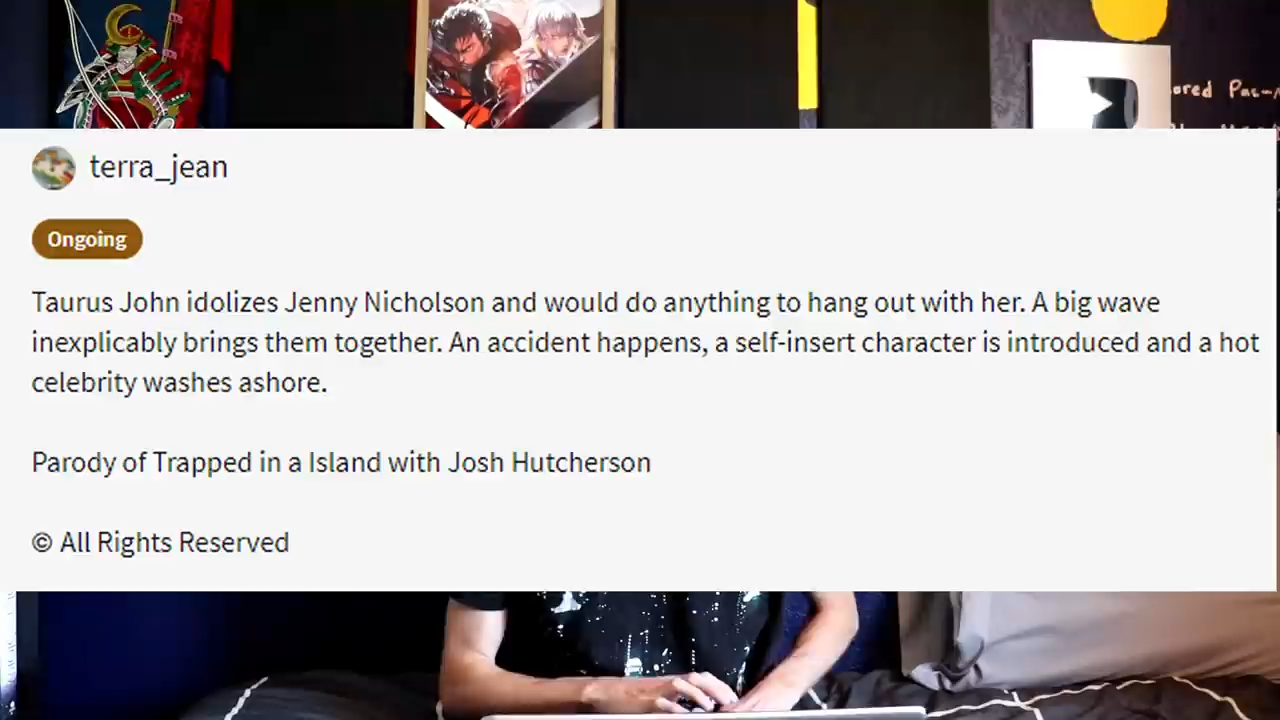 ored Pac-
terra_jean
Ongoing
Taurus John idolizes Jenny Nicholson and would do anything to hang out with her. A big wave
inexplicably brings them together. An accident happens, a self-insert character is introduced and a hot
celebrity washes ashore.
Parody of Trapped in a Island with Josh Hutcherson
© All Rights Reserved